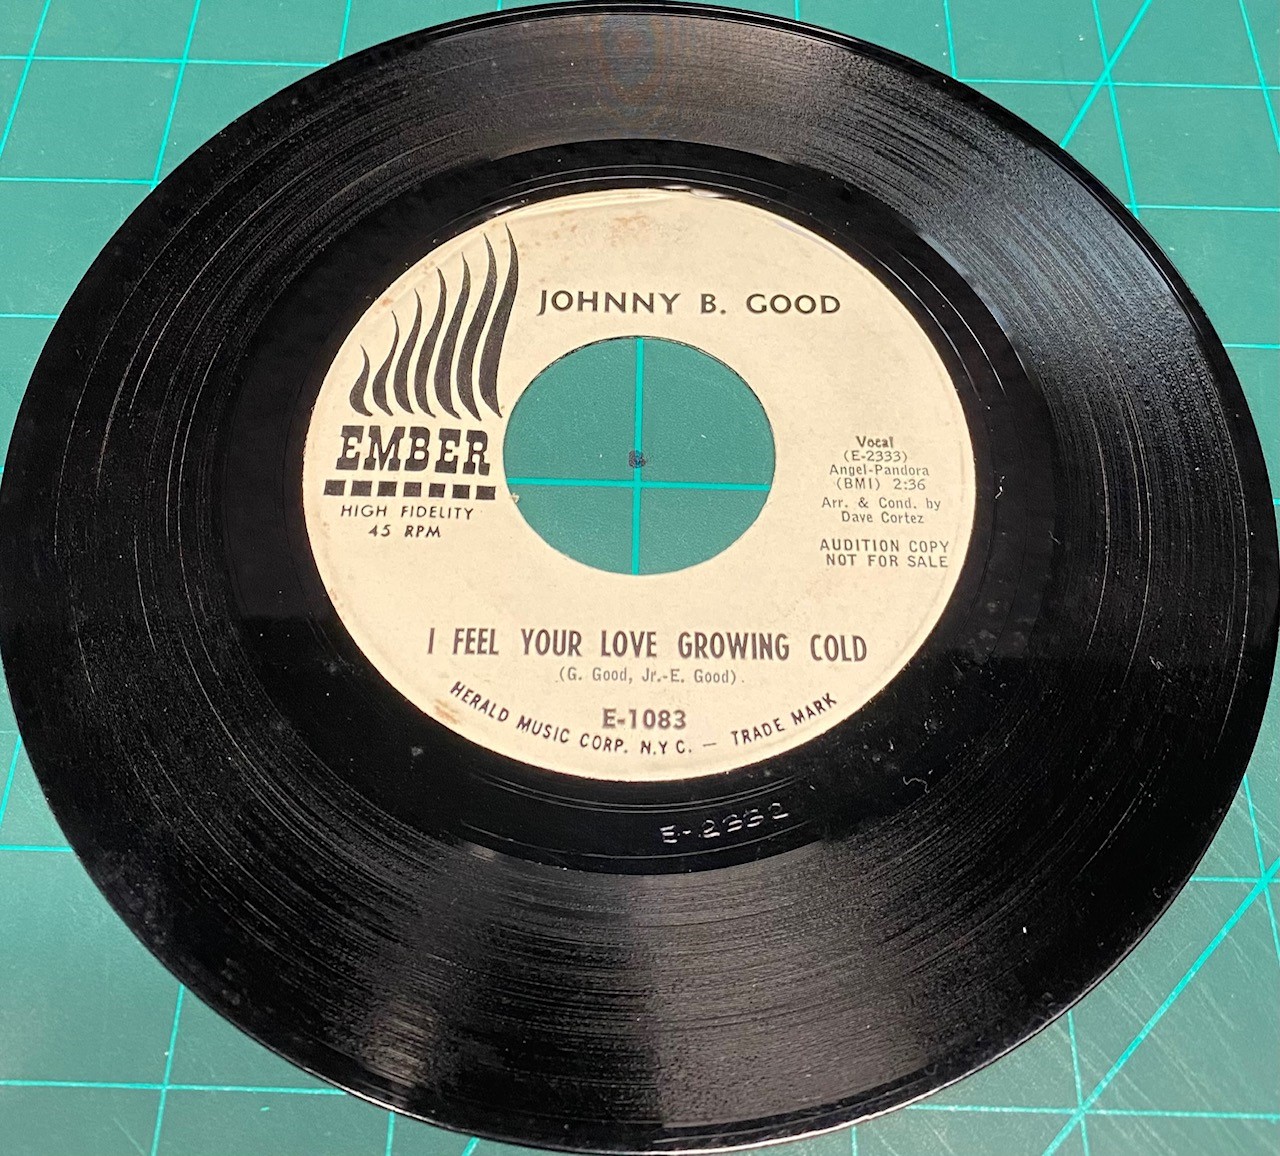 JOHNNY B. GOOD
EMBER
HIGH FIDELITY
45 RPM
Vocal
(E-2333)
Angel-Pandora
(BMI) 2:36
Arr. & Cond. by
Dave Cortez
AUDITION COPY
NOT FOR SALE
I FEEL YOUR LOVE GROWING COLD
(G. Good, Jr.-E. Good)
E-1083
HERALD MUSIC CORP. N.Y C. — TRADE MARK
E-2332